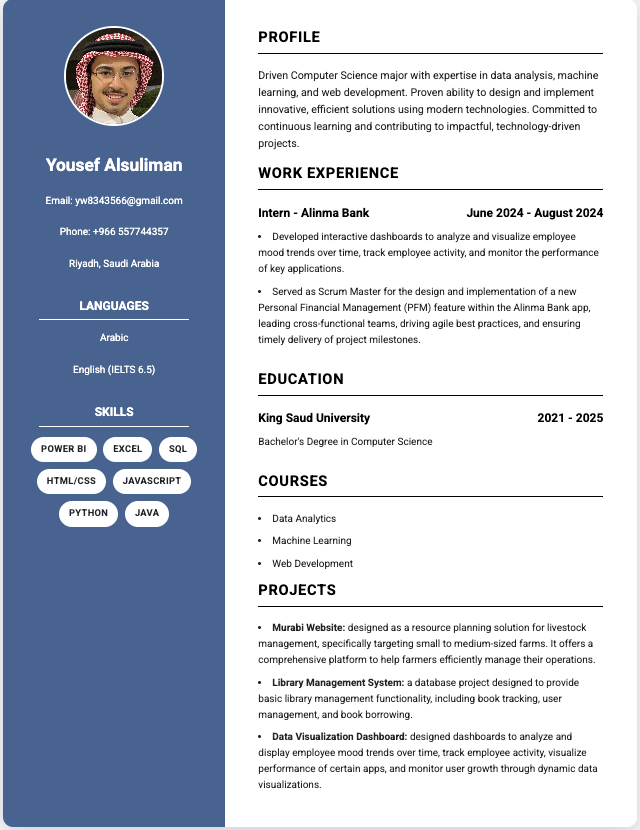 Yousef Alsuliman
Email: yw8343566@gmail.com
Phone: +966 557744357
Riyadh, Saudi Arabia
LANGUAGES
Arabic
English (IELTS 6.5)
SKILLS
POWER BI EXCEL SQL
HTML/CSS JAVASCRIPT
PYTHON JAVA
PROFILE
Driven Computer Science major with expertise in data analysis, machine
learning, and web development. Proven ability to design and implement
innovative, efficient solutions using modern technologies. Committed to
continuous learning and contributing to impactful, technology-driven
projects.
WORK EXPERIENCE
Intern - Alinma Bank June 2024 - August 2024
• Developed interactive dashboards to analyze and visualize employee
mood trends over time, track employee activity, and monitor the performance
of key applications.
• Served as Scrum Master for the design and implementation of a new
Personal Financial Management (PFM) feature within the Alinma Bank app,
leading cross-functional teams, driving agile best practices, and ensuring
timely delivery of project milestones.
EDUCATION
King Saud University 2021 - 2025
Bachelor's Degree in Computer Science
COURSES
• Data Analytics
• Machine Learning
• Web Development
PROJECTS
• Murabi Website: designed as a resource planning solution for livestock
management, specifically targeting small to medium-sized farms. It offers a
comprehensive platform to help farmers efficiently manage their operations.
• Library Management System: a database project designed to provide
basic library management functionality, including book tracking, user
management, and book borrowing.
• Data Visualization Dashboard: designed dashboards to analyze and
display employee mood trends over time, track employee activity, visualize
performance of certain apps, and monitor user growth through dynamic data
visualizations.